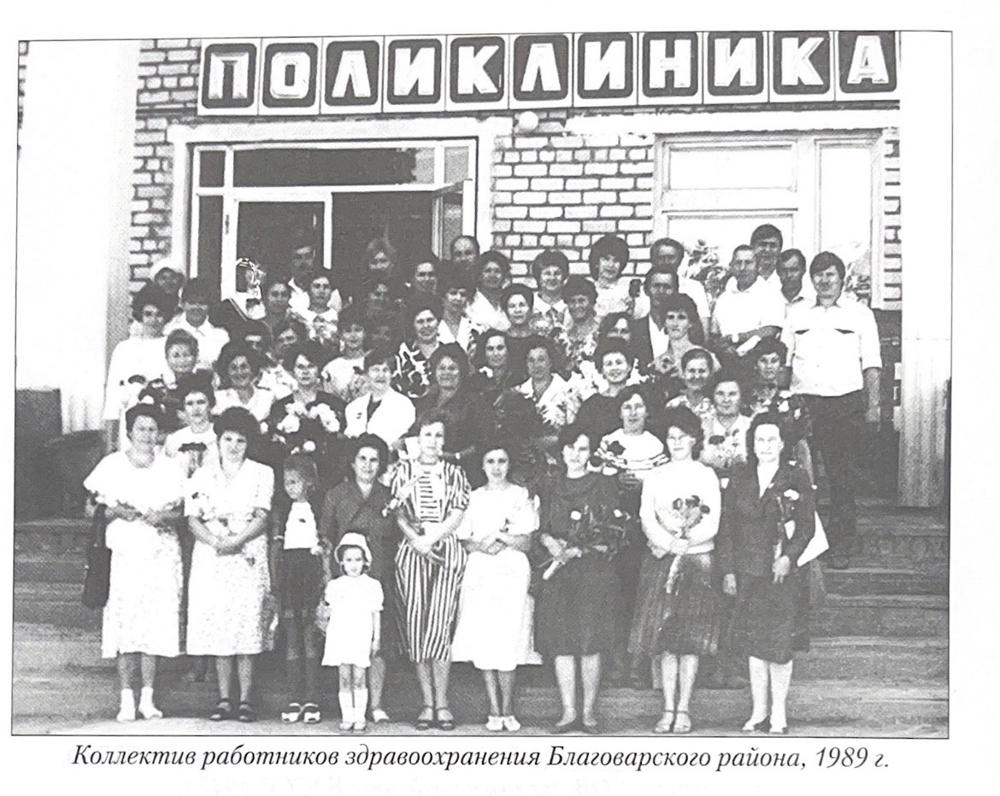 ПОЛИКЛИНИКА
Коллектив работников здравоохранения Благоварского района, 1989 г.